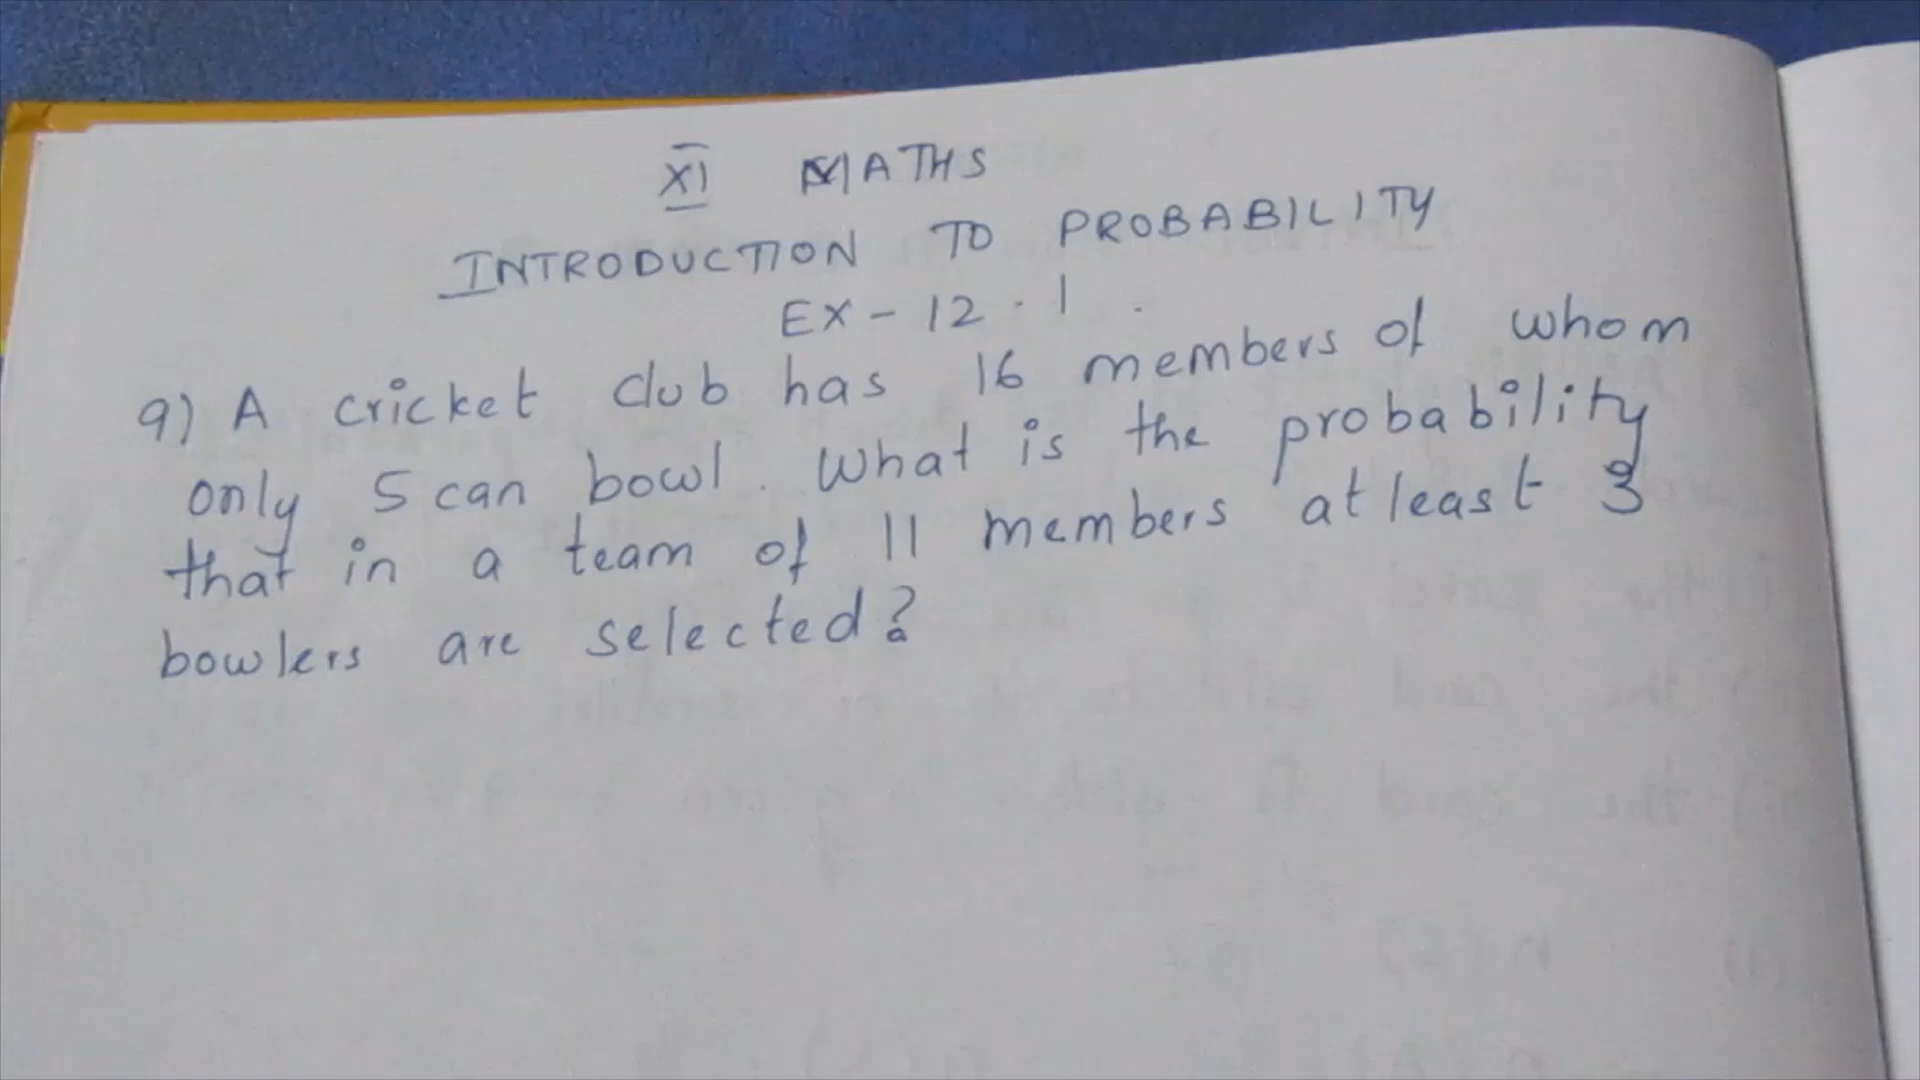 XI MATHS
INTRODUCTION TO PROBABILITY
EX - 12.1.
9) A cricket club has 16 members of whom
only 5 can bowl. What is the probability
that in a team of 11 members atleast 3
bowlers are selected?